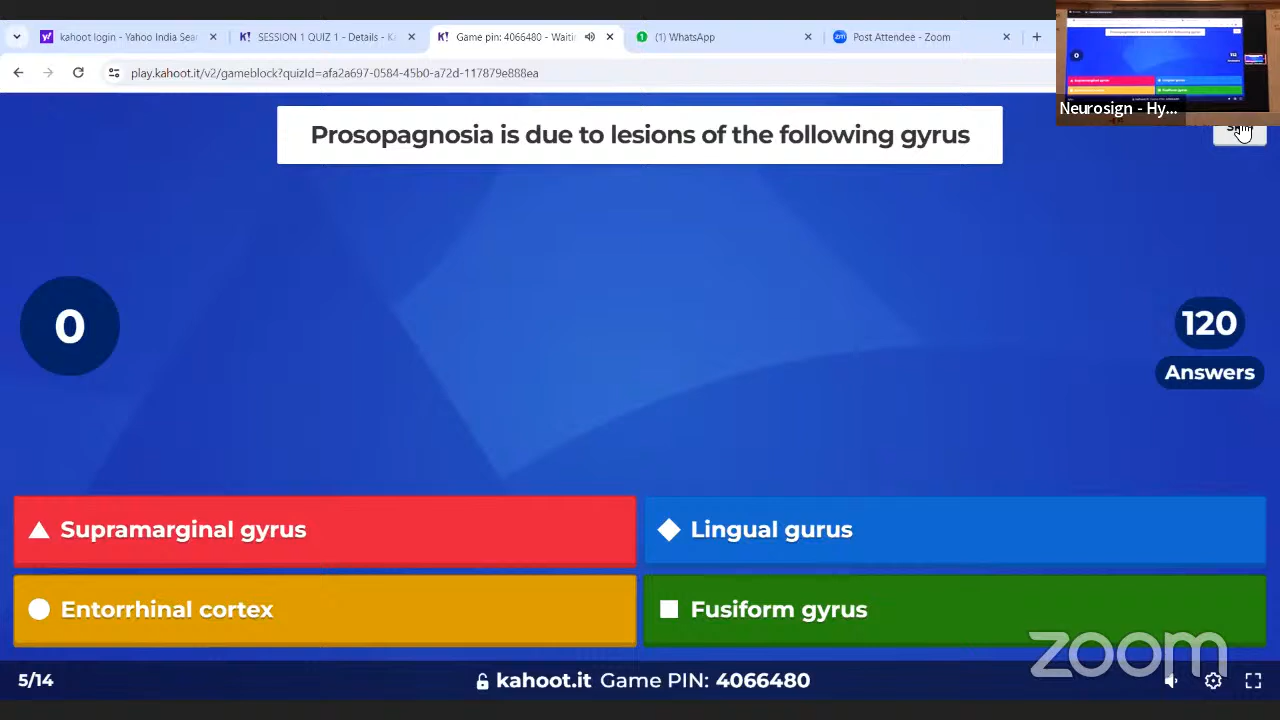 kahoot login - Yahoo India Sea
SESSION 1 QUIZ 1 - Details - K
Game pin: 4066480 - Waiti
(1) WhatsApp
Post Attendee - Zoom
play.kahoot.it/v2/gameblock?quizId=afa2a697-0584-45b0-a72d-117879e888ea
Neurosign - Hy...
Prosopagnosia is due to lesions of the following gyrus
Skip
0
120
Answers
Supramarginal gyrus
Lingual gurus
Entorrhinal cortex
Fusiform gyrus
zoom
5/14
kahoot.it Game PIN: 4066480